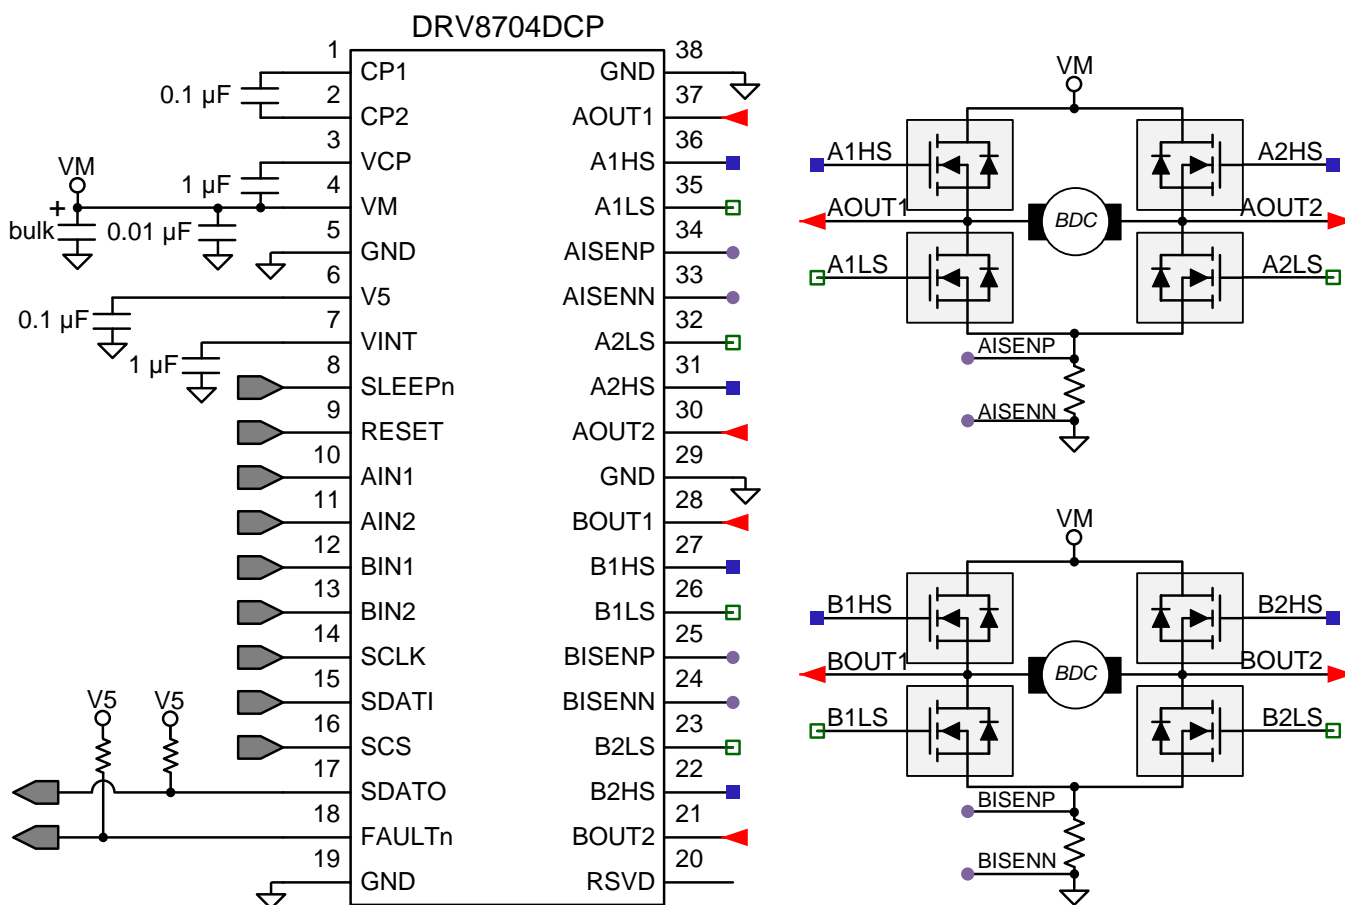 DRV8704DCP
1
CP1
0.1 µF
2
CP2
3
VCP
1 µF
VM
4
VM
+
bulk
0.01 µF
5
GND
6
V5
0.1 µF
7
VINT
1 µF
8
SLEEPn
9
RESET
10
AIN1
11
AIN2
12
BIN1
13
BIN2
14
SCLK
15
SDATI
16
SCS
V5
V5
17
SDATO
18
FAULTn
19
GND
38
GND
37
AOUT1
36
A1HS
35
A1LS
34
AISENP
33
AISENN
32
A2LS
31
A2HS
30
AOUT2
29
GND
28
BOUT1
27
B1HS
26
B1LS
25
BISENP
24
BISENN
23
B2LS
22
B2HS
21
BOUT2
20
RSVD
VM
A1HS
A2HS
AOUT1
BDC
AOUT2
A1LS
A2LS
AISENP
AISENN
VM
B1HS
B2HS
BOUT1
BDC
BOUT2
B1LS
B2LS
BISENP
BISENN